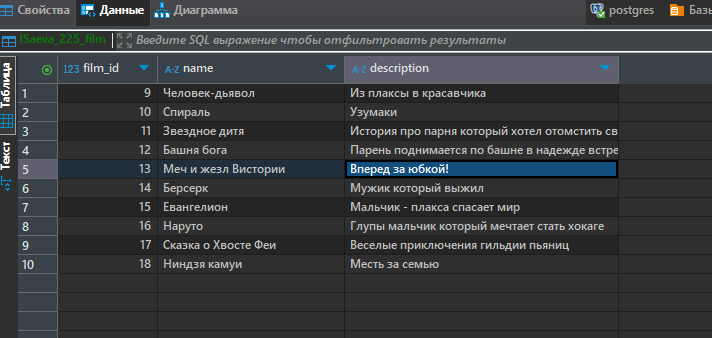 Свойства Данные Диаграмма postgres Базы
ISaeva_225_film Введите SQL выражение чтобы отфильтровать результаты
Таблица
Текст
123 film_id A-Z name A-Z description
1 9 Человек-дьявол Из плаксы в красавчика
2 10 Спираль Узумаки
3 11 Звездное дитя История про парня который хотел отомстить св
4 12 Башня бога Парень поднимается по башне в надежде встре
5 13 Меч и жезл Вистории Вперед за юбкой!
6 14 Берсерк Мужик который выжил
7 15 Евангелион Мальчик - плакса спасает мир
8 16 Наруто Глупы мальчик который мечтает стать хокаге
9 17 Сказка о Хвосте Феи Веселые приключения гильдии пьяниц
10 18 Ниндзя камуи Месть за семью